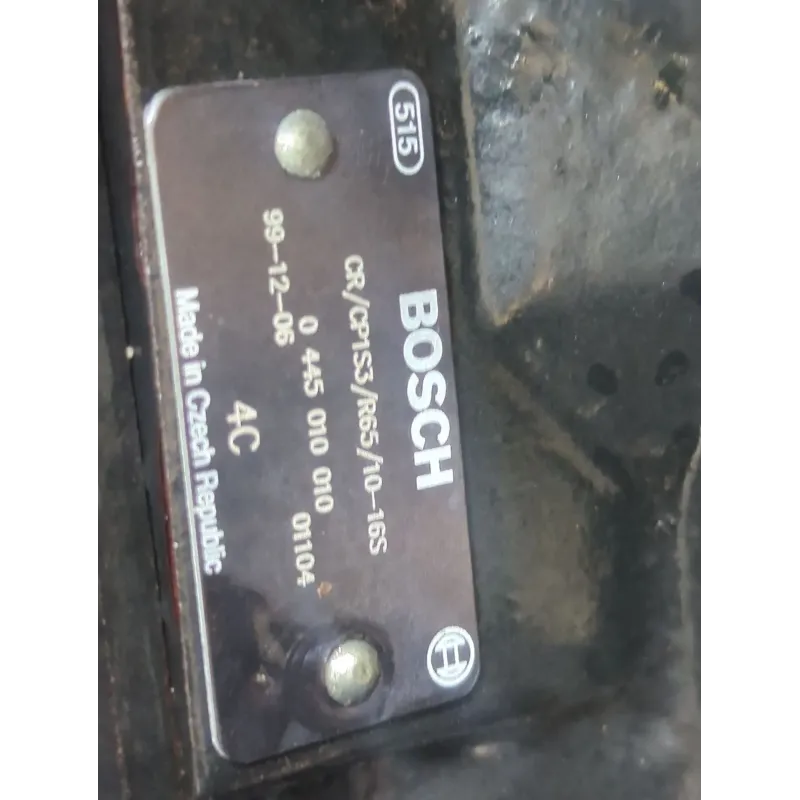 515
BOSCH
CR/CP1S3/R65/10-16S
0 445 010 010
01104
99-12-06
4C
Made in Czech Republic